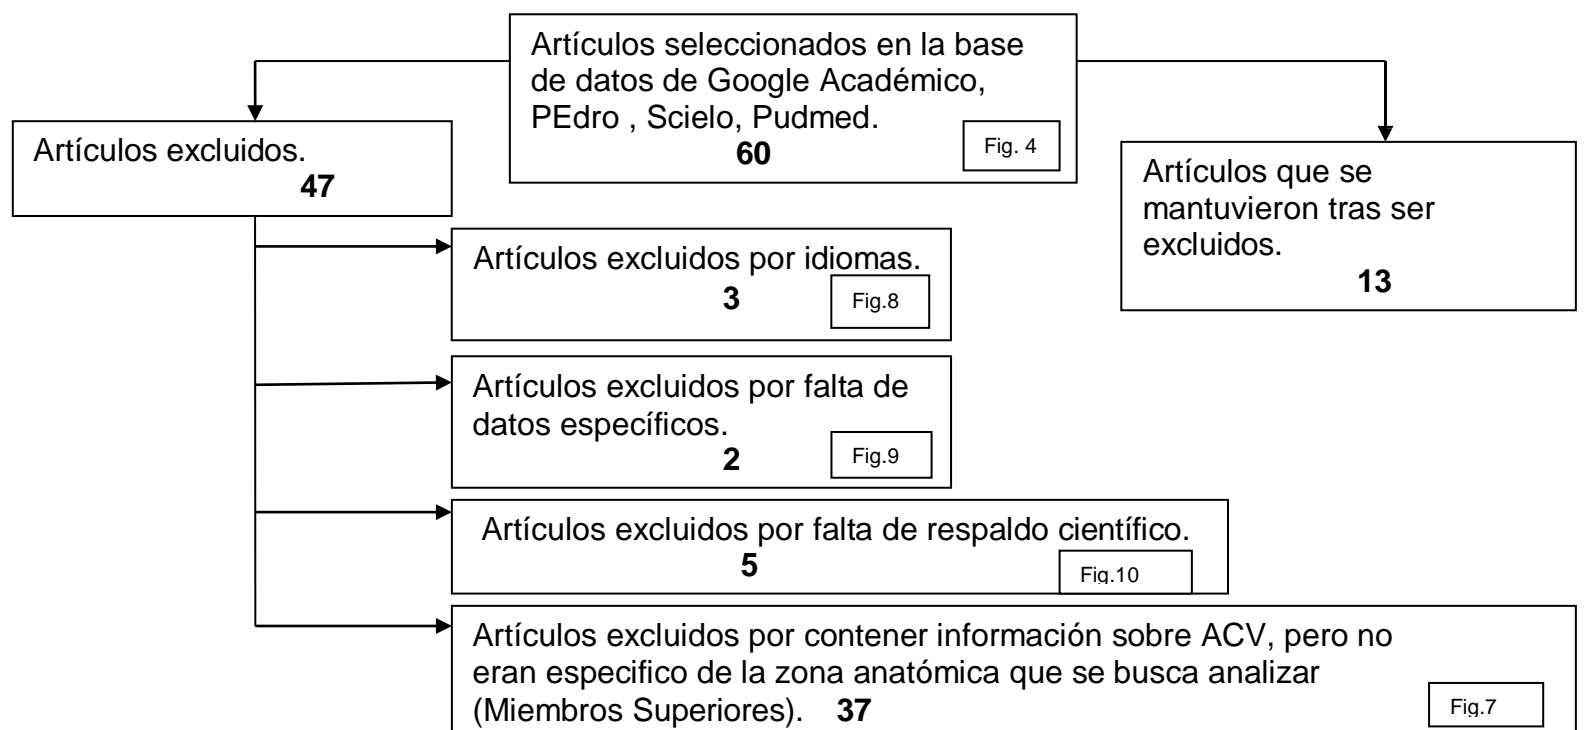 Artículos seleccionados en la base
de datos de Google Académico,
PEdro , Scielo, Pudmed.
60
Fig. 4
Artículos excluidos.
47
Artículos que se
mantuvieron tras ser
excluidos.
13
Artículos excluidos por idiomas.
3
Fig.8
Artículos excluidos por falta de
datos específicos.
2
Fig.9
Artículos excluidos por falta de respaldo científico.
5
Fig.10
Artículos excluidos por contener información sobre ACV, pero no
eran especifico de la zona anatómica que se busca analizar
(Miembros Superiores). 37
Fig.7